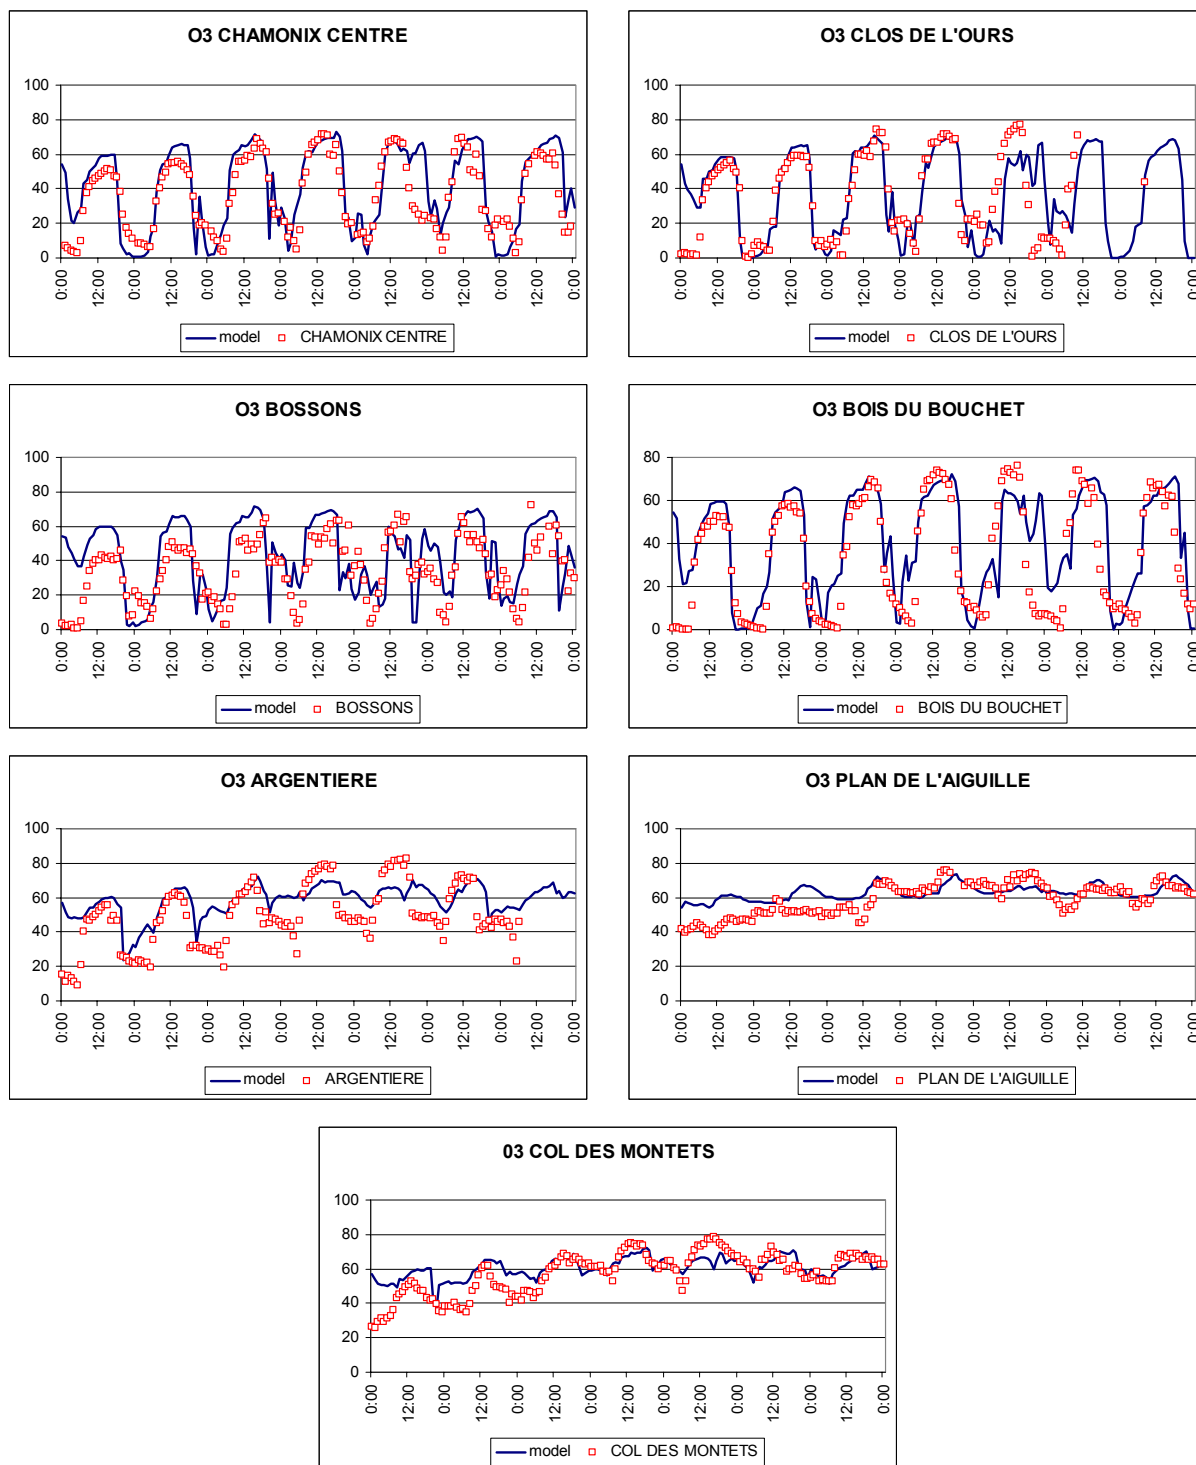 O3 CHAMONIX CENTRE
100
80
60
40
20
0
0:00 12:00 0:00 12:00 0:00 12:00 0:00 12:00 0:00 12:00 0:00 12:00 0:00 12:00 0:00
model CHAMONIX CENTRE
O3 CLOS DE L'OURS
100
80
60
40
20
0
0:00 12:00 0:00 12:00 0:00 12:00 0:00 12:00 0:00 12:00 0:00 12:00 0:00 12:00 0:00
model CLOS DE L'OURS
O3 BOSSONS
100
80
60
40
20
0
0:00 12:00 0:00 12:00 0:00 12:00 0:00 12:00 0:00 12:00 0:00 12:00 0:00 12:00 0:00
model BOSSONS
O3 BOIS DU BOUCHET
80
60
40
20
0
0:00 12:00 0:00 12:00 0:00 12:00 0:00 12:00 0:00 12:00 0:00 12:00 0:00 12:00 0:00
model BOIS DU BOUCHET
O3 ARGENTIERE
100
80
60
40
20
0
0:00 12:00 0:00 12:00 0:00 12:00 0:00 12:00 0:00 12:00 0:00 12:00 0:00 12:00 0:00
model ARGENTIERE
O3 PLAN DE L'AIGUILLE
100
80
60
40
20
0
0:00 12:00 0:00 12:00 0:00 12:00 0:00 12:00 0:00 12:00 0:00 12:00 0:00 12:00 0:00
model PLAN DE L'AIGUILLE
03 COL DES MONTETS
100
80
60
40
20
0
0:00 12:00 0:00 12:00 0:00 12:00 0:00 12:00 0:00 12:00 0:00 12:00 0:00 12:00 0:00
model COL DES MONTETS